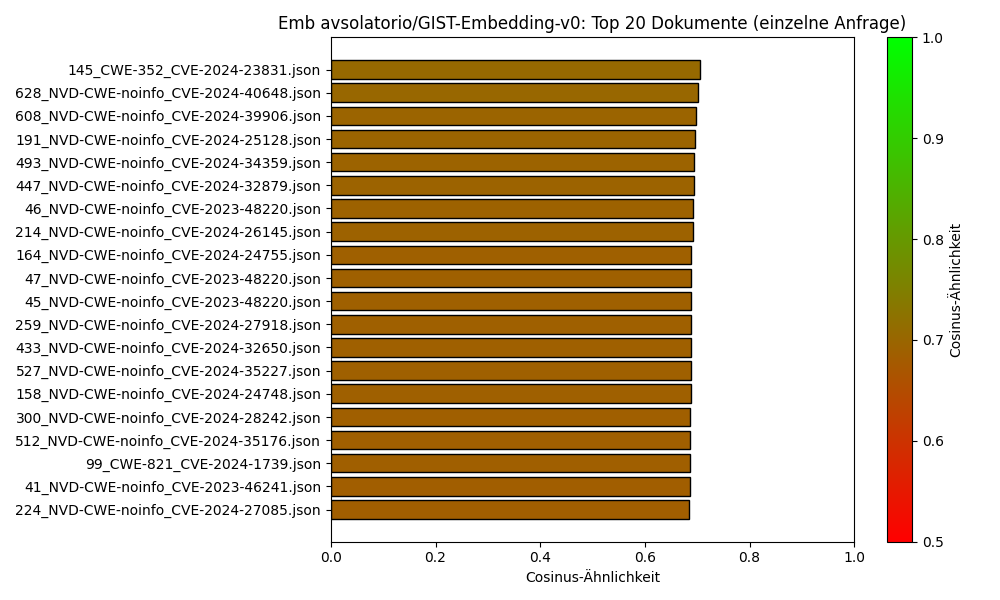 Emb avsolatorio/GIST-Embedding-v0: Top 20 Dokumente (einzelne Anfrage)
145_CWE-352_CVE-2024-23831.json
628_NVD-CWE-noinfo_CVE-2024-40648.json
608_NVD-CWE-noinfo_CVE-2024-39906.json
191_NVD-CWE-noinfo_CVE-2024-25128.json
493_NVD-CWE-noinfo_CVE-2024-34359.json
447_NVD-CWE-noinfo_CVE-2024-32879.json
46_NVD-CWE-noinfo_CVE-2023-48220.json
214_NVD-CWE-noinfo_CVE-2024-26145.json
164_NVD-CWE-noinfo_CVE-2024-24755.json
47_NVD-CWE-noinfo_CVE-2023-48220.json
45_NVD-CWE-noinfo_CVE-2023-48220.json
259_NVD-CWE-noinfo_CVE-2024-27918.json
433_NVD-CWE-noinfo_CVE-2024-32650.json
527_NVD-CWE-noinfo_CVE-2024-35227.json
158_NVD-CWE-noinfo_CVE-2024-24748.json
300_NVD-CWE-noinfo_CVE-2024-28242.json
512_NVD-CWE-noinfo_CVE-2024-35176.json
99_CWE-821_CVE-2024-1739.json
41_NVD-CWE-noinfo_CVE-2023-46241.json
224_NVD-CWE-noinfo_CVE-2024-27085.json
0.0 0.2 0.4 0.6 0.8 1.0
Cosinus-Ähnlichkeit
1.0
0.9
0.8
0.7
0.6
0.5
Cosinus-Ähnlichkeit